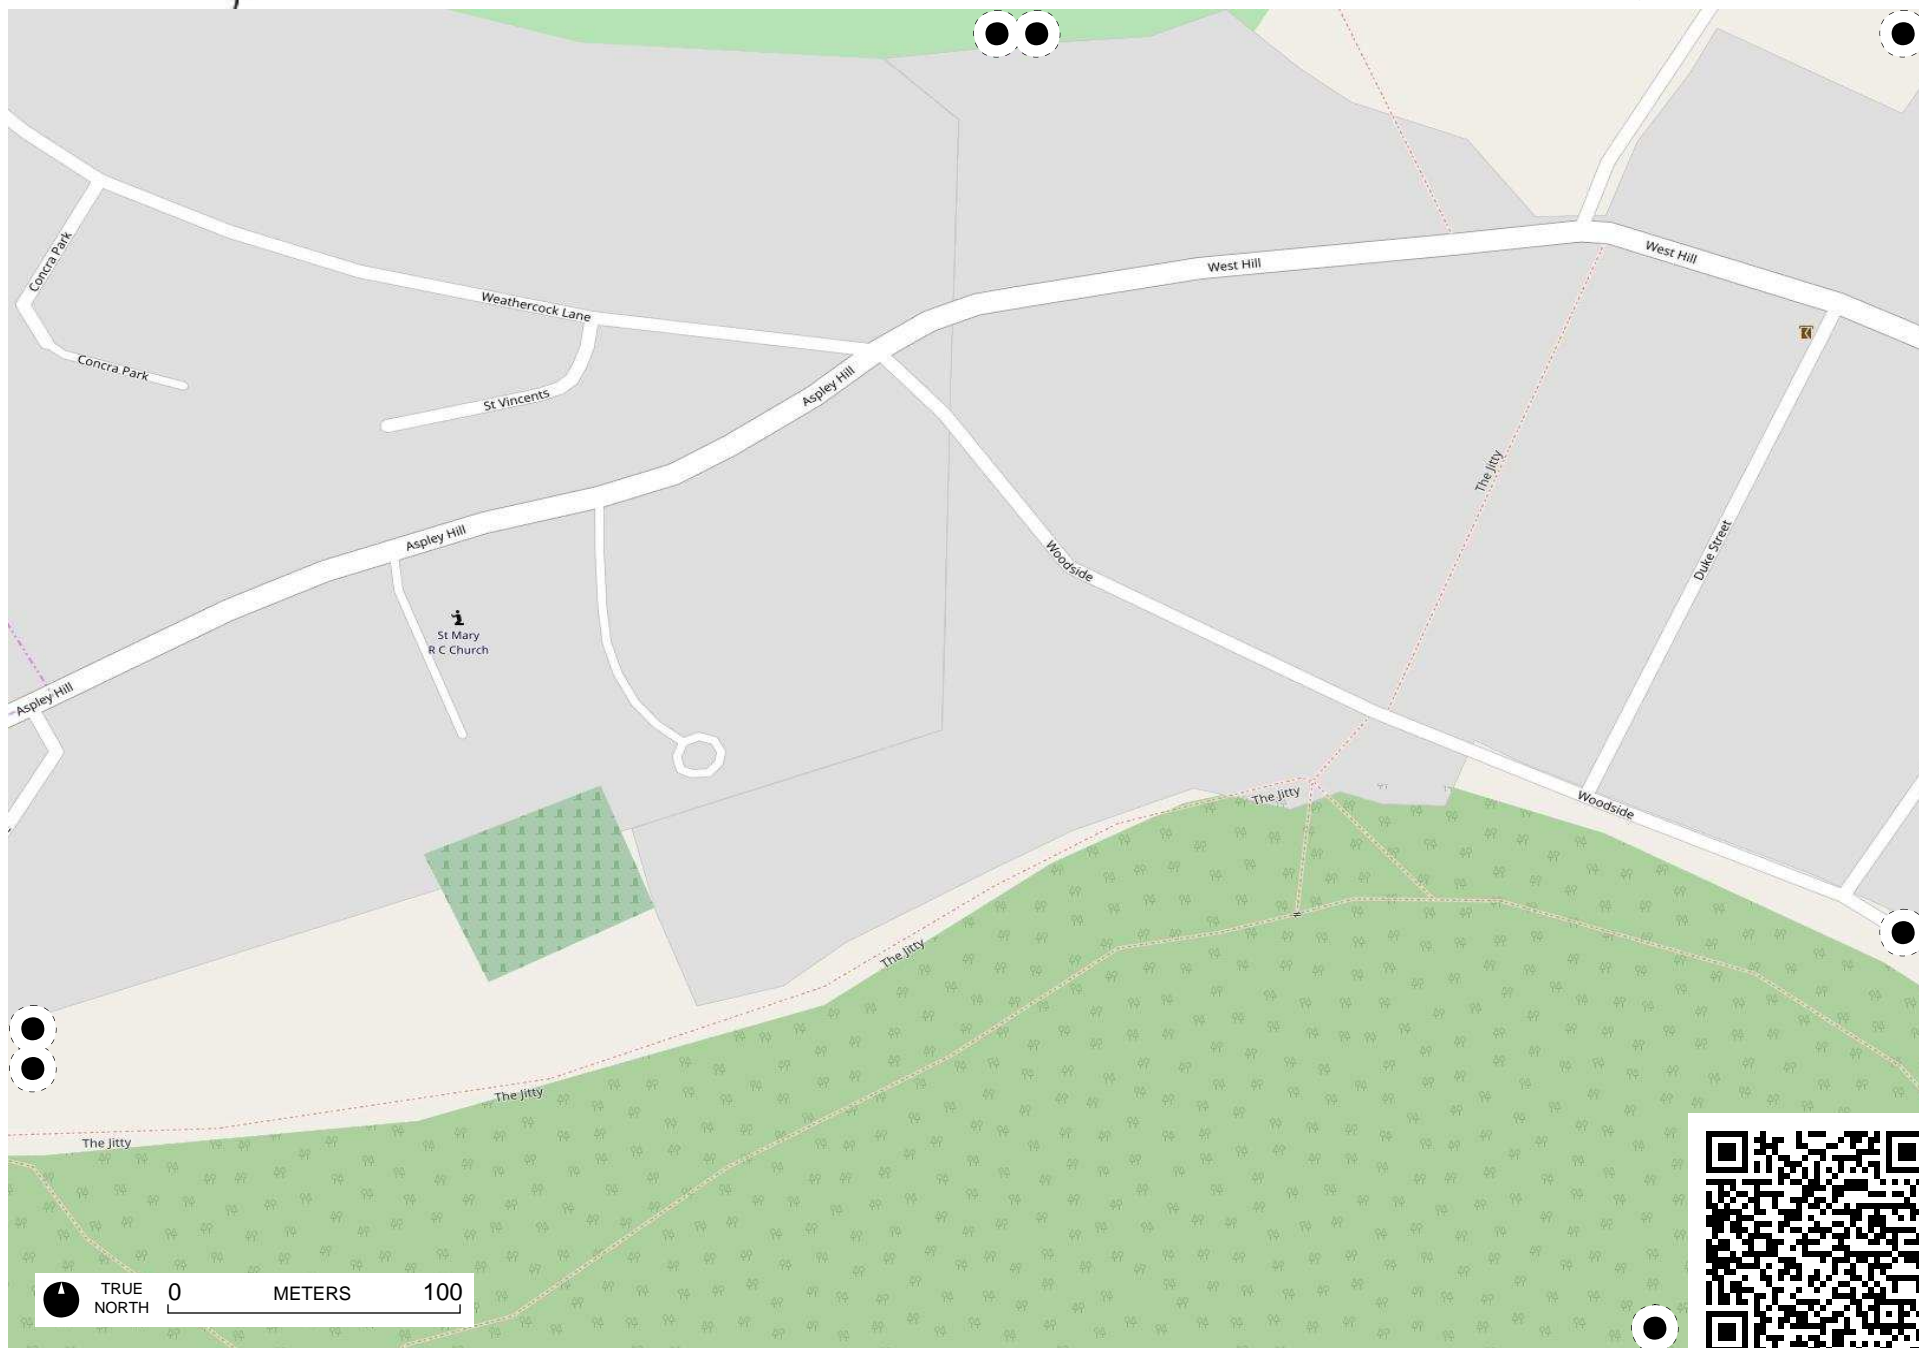 West Hill
West Hill
Concra Park
Weathercock Lane
Concra Park
St Vincents
Aspley Hill
The Jitty
Aspley Hill
Duke Street
Woodside
St Mary
R C Church
Aspley Hill
The Jitty
Woodside
The Jitty
The Jitty
The Jitty
TRUE
NORTH
0 METERS 100